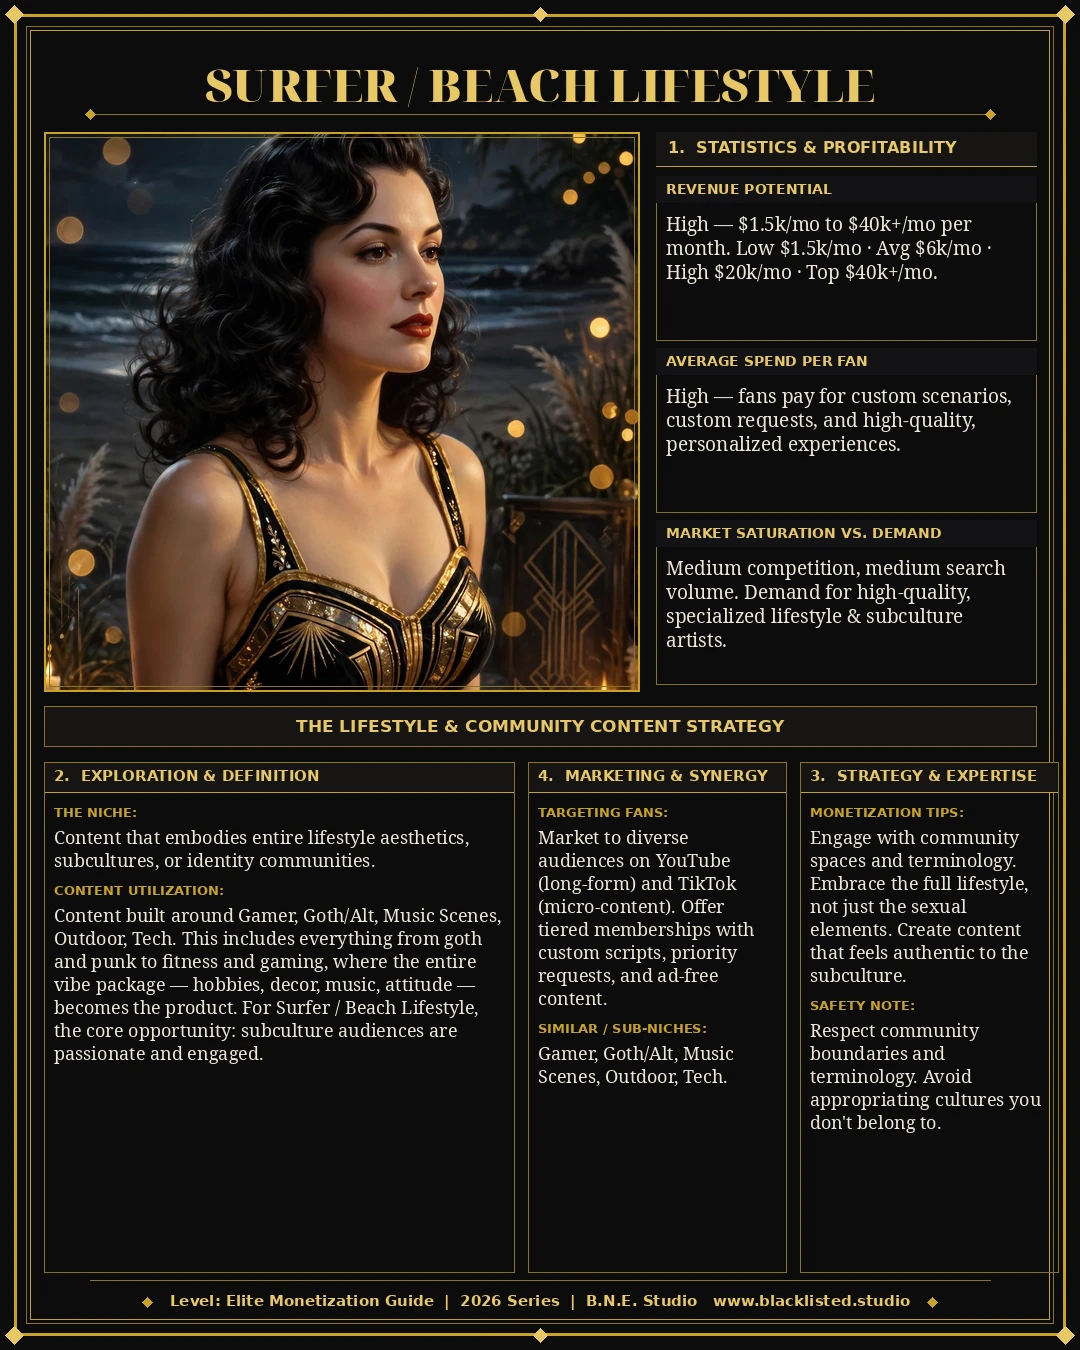 SURFER / BEACH LIFESTYLE
1. STATISTICS & PROFITABILITY
REVENUE POTENTIAL
High — $1.5k/mo to $40k+/mo per
month. Low $1.5k/mo · Avg $6k/mo ·
High $20k/mo · Top $40k+/mo.
AVERAGE SPEND PER FAN
High — fans pay for custom scenarios,
custom requests, and high-quality,
personalized experiences.
MARKET SATURATION VS. DEMAND
Medium competition, medium search
volume. Demand for high-quality,
specialized lifestyle & subculture
artists.
THE LIFESTYLE & COMMUNITY CONTENT STRATEGY
2. EXPLORATION & DEFINITION
THE NICHE:
Content that embodies entire lifestyle aesthetics,
subcultures, or identity communities.
CONTENT UTILIZATION:
Content built around Gamer, Goth/Alt, Music Scenes,
Outdoor, Tech. This includes everything from goth
and punk to fitness and gaming, where the entire
vibe package — hobbies, decor, music, attitude —
becomes the product. For Surfer / Beach Lifestyle,
the core opportunity: subculture audiences are
passionate and engaged.
4. MARKETING & SYNERGY
TARGETING FANS:
Market to diverse
audiences on YouTube
(long-form) and TikTok
(micro-content). Offer
tiered memberships with
custom scripts, priority
requests, and ad-free
content.
SIMILAR / SUB-NICHES:
Gamer, Goth/Alt, Music
Scenes, Outdoor, Tech.
3. STRATEGY & EXPERTISE
MONETIZATION TIPS:
Engage with community
spaces and terminology.
Embrace the full lifestyle,
not just the sexual
elements. Create content
that feels authentic to the
subculture.
SAFETY NOTE:
Respect community
boundaries and
terminology. Avoid
appropriating cultures you
don't belong to.
Level: Elite Monetization Guide | 2026 Series | B.N.E. Studio www.blacklisted.studio